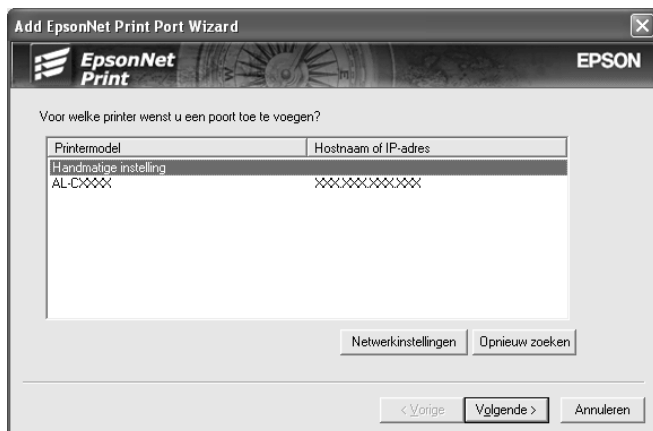 Add EpsonNet Print Port Wizard
EpsonNet
Print
EPSON
Voor welke printer wenst u een poort toe te voegen?
Printermodel Hostnaam of IP-adres
Handmatige instelling
AL-CXXXX XXX.XXX.XXX.XXX
Netwerkinstellingen Opnieuw zoeken
< Vorige Volgende > Annuleren